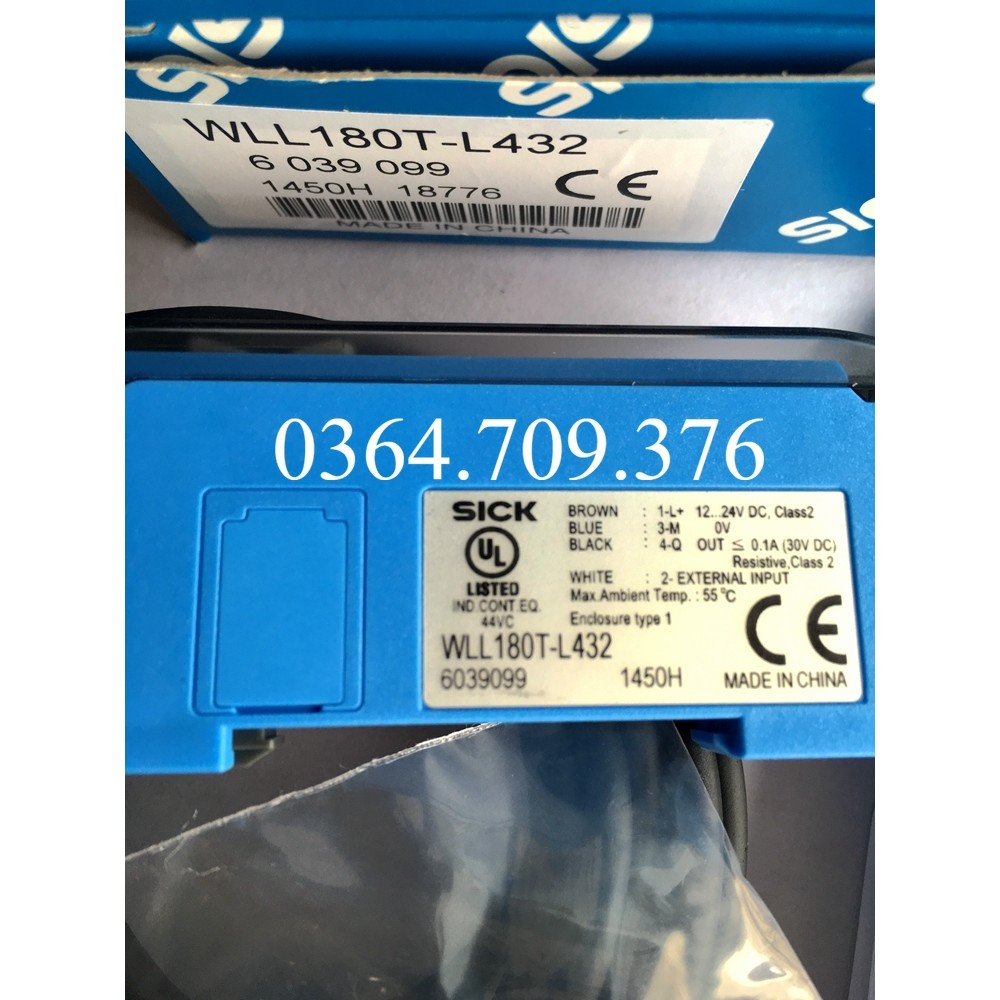 SICK
WLL180T-L432
6 039 099
1450H 18776
CE
MADE IN CHINA
SICK
0364.709.376
SICK
UL
LISTED
IND.CONT.EQ.
44VC
BROWN : 1-L+ 12...24V DC, Class2
BLUE : 3-M 0V
BLACK : 4-Q OUT ≤ 0.1A (30V DC)
Resistive,Class 2
WHITE : 2- EXTERNAL INPUT
Max.Ambient Temp. : 55 °C
Enclosure type 1
CE
WLL180T-L432
6039099 1450H MADE IN CHINA